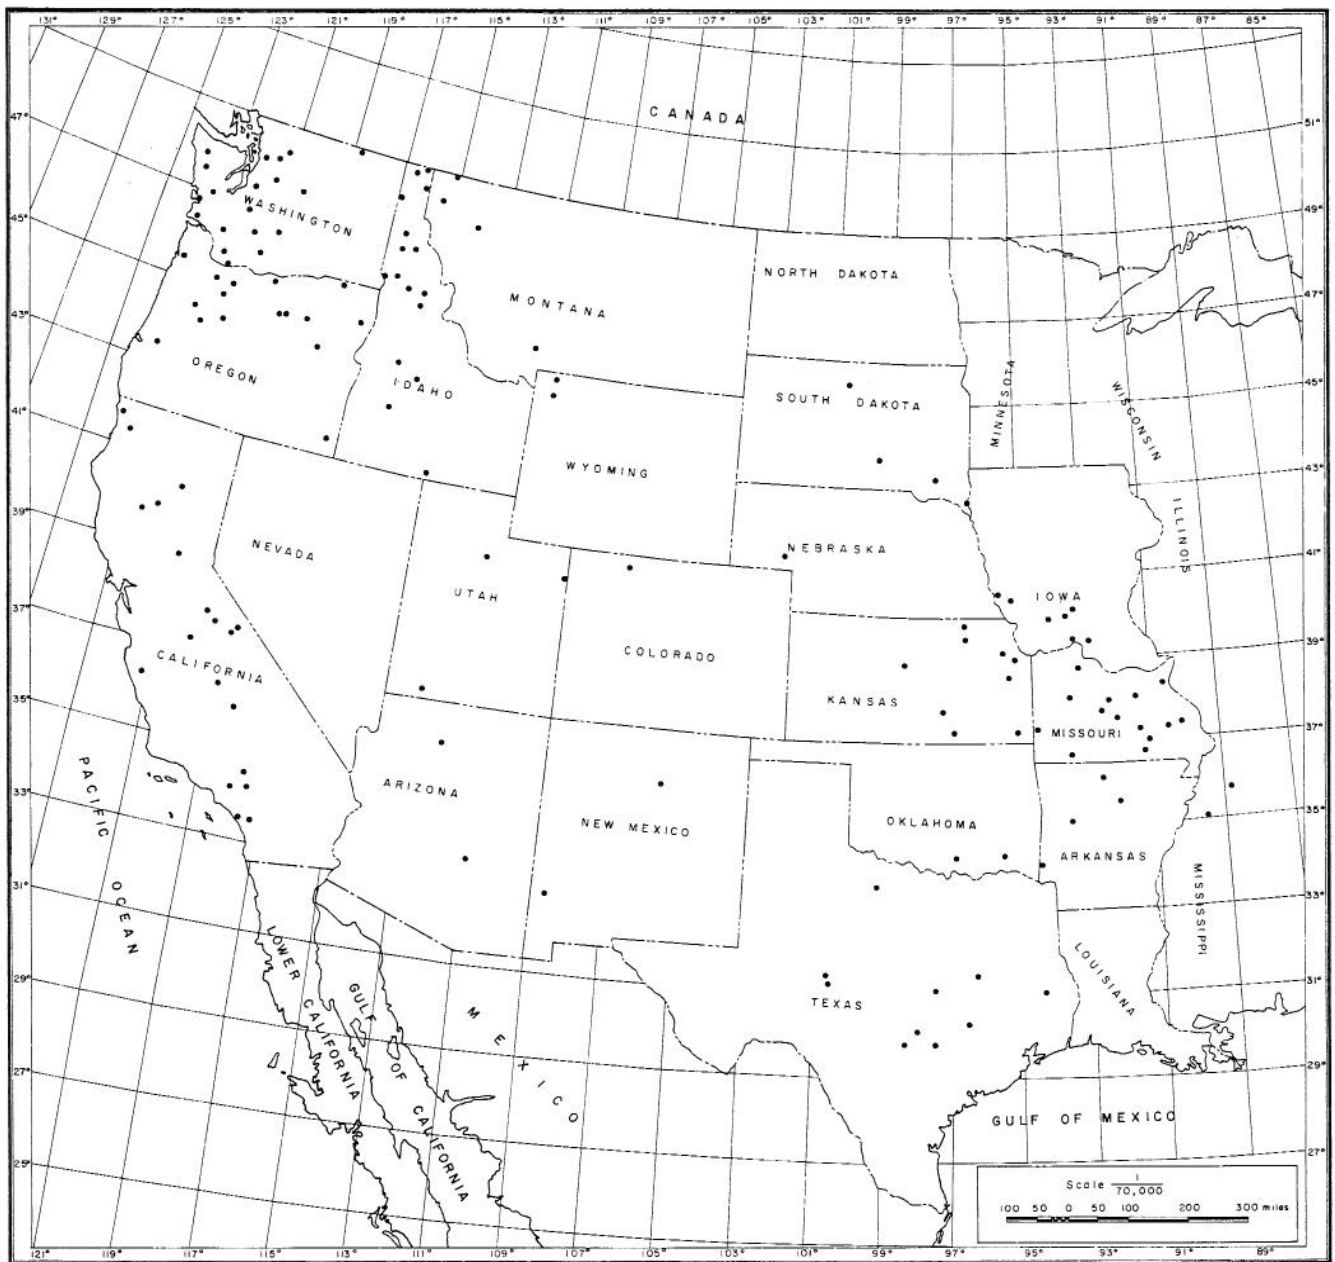 131° 129° 127° 125° 123° 121° 119° 117° 115° 113° 111° 109° 107° 105° 103° 101° 99° 97° 95° 93° 91° 89° 87° 85°
CANADA
47°
51°
WASHINGTON
45°
49°
NORTH DAKOTA
MONTANA
47°
43°
OREGON
IDAHO
SOUTH DAKOTA
MINNESOTA
WISCONSIN
45°
41°
WYOMING
43°
39°
NEVADA
NEBRASKA
ILLINOIS
41°
UTAH
IOWA
37°
CALIFORNIA
COLORADO
KANSAS
39°
35°
MISSOURI
37°
PACIFIC
OCEAN
33°
ARIZONA
NEW MEXICO
OKLAHOMA
ARKANSAS
35°
31°
MISSISSIPPI
33°
LOWER
CALIFORNIA
GULF
OF
CALIFORNIA
MEXICO
TEXAS
LOUISIANA
31°
29°
29°
27°
GULF OF MEXICO
27°
25°
Scale 1
70,000
100 50 0 50 100 200 300 miles
121° 119° 117° 115° 113° 111° 109° 107° 105° 103° 101° 99° 97° 95° 93° 91° 89°